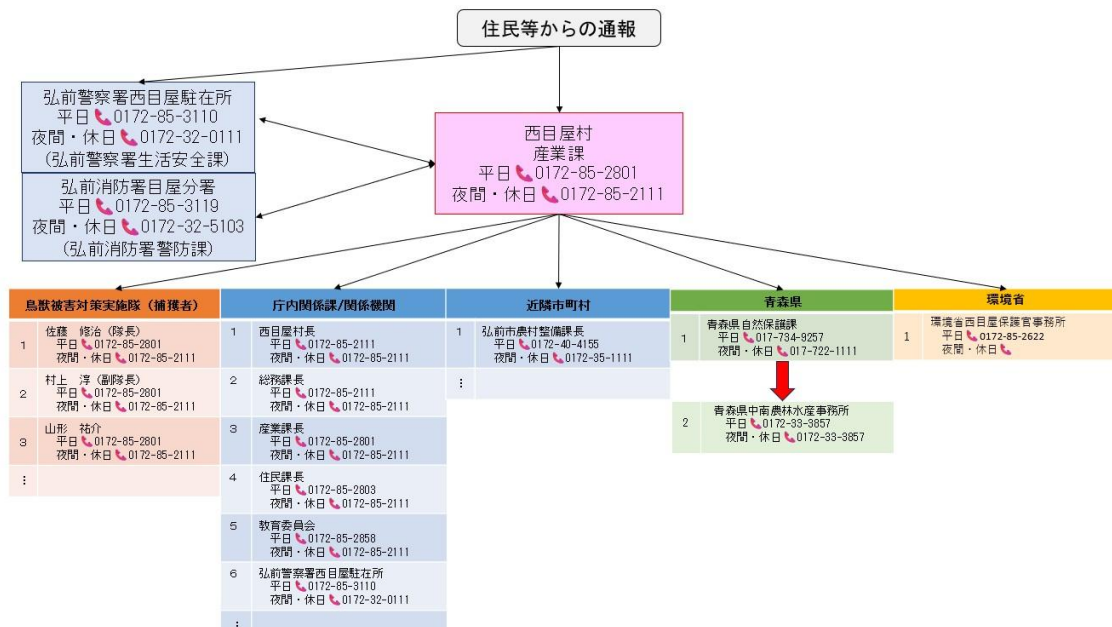 住民等からの通報
弘前警察署西目屋駐在所
平日📞0172-85-3110
夜間・休日📞0172-32-0111
(弘前警察署生活安全課)
弘前消防署目屋分署
平日📞0172-85-3119
夜間・休日📞0172-32-5103
(弘前消防署警防課)
西目屋村
産業課
平日📞0172-85-2801
夜間・休日📞0172-85-2111
鳥獣被害対策実施隊（捕獲者）
1 佐藤 修治（隊長）
平日📞0172-85-2801
夜間・休日📞0172-85-2111
2 村上 淳（副隊長）
平日📞0172-85-2801
夜間・休日📞0172-85-2111
3 山形 祐介
平日📞0172-85-2801
夜間・休日📞0172-85-2111
⋮
庁内関係課/関係機関
1 西目屋村長
平日📞0172-85-2111
夜間・休日📞0172-85-2111
2 総務課長
平日📞0172-85-2111
夜間・休日📞0172-85-2111
3 産業課長
平日📞0172-85-2801
夜間・休日📞0172-85-2111
4 住民課長
平日📞0172-85-2803
夜間・休日📞0172-85-2111
5 教育委員会
平日📞0172-85-2858
夜間・休日📞0172-85-2111
6 弘前警察署西目屋駐在所
平日📞0172-85-3110
夜間・休日📞0172-32-0111
⋮
近隣市町村
1 弘前市農村整備課長
平日📞0172-40-4155
夜間・休日📞0172-35-1111
⋮
青森県
1 青森県自然保護課
平日📞017-734-9257
夜間・休日📞017-722-1111
2 青森県中南農林水産事務所
平日📞0172-33-3857
夜間・休日📞0172-33-3857
環境省
1 環境省西目屋保護官事務所
平日📞0172-85-2622
夜間・休日📞